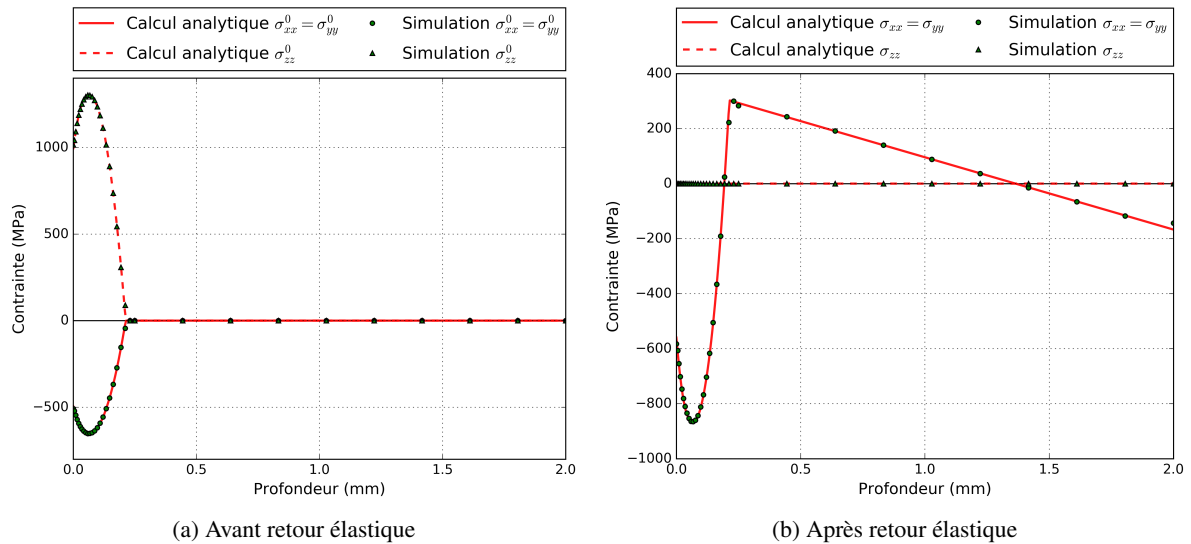 Calcul analytique σ⁰xx = σ⁰yy
Simulation σ⁰xx = σ⁰yy
Calcul analytique σ⁰zz
Simulation σ⁰zz
1000
500
0
−500
Contrainte (MPa)
0.0 0.5 1.0 1.5 2.0
Profondeur (mm)
(a) Avant retour élastique
Calcul analytique σxx = σyy
Simulation σxx = σyy
Calcul analytique σzz
Simulation σzz
400
200
0
−200
−400
−600
−800
−1000
Contrainte (MPa)
0.0 0.5 1.0 1.5 2.0
Profondeur (mm)
(b) Après retour élastique